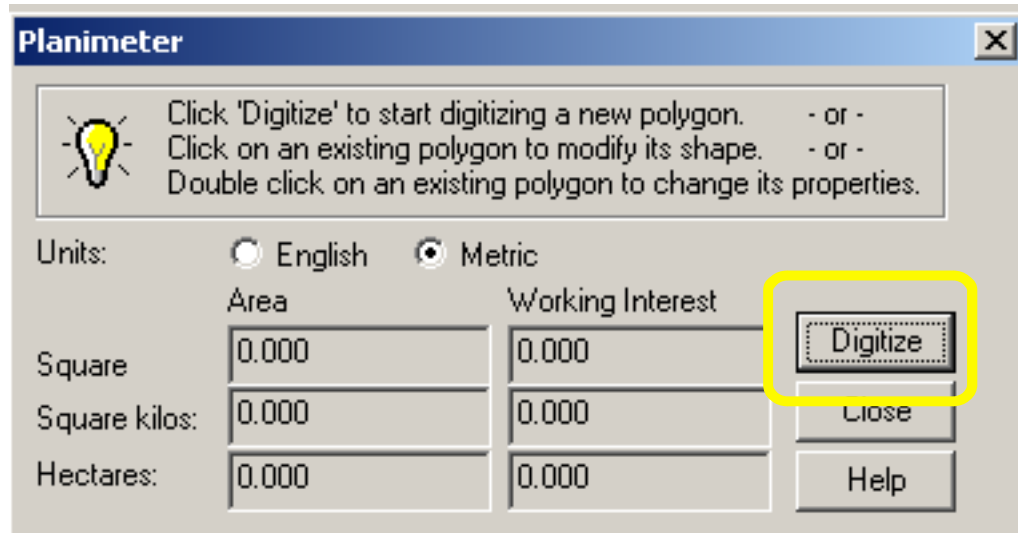 Planimeter
Click 'Digitize' to start digitizing a new polygon. - or -
Click on an existing polygon to modify its shape. - or -
Double click on an existing polygon to change its properties.
Units: English Metric
Area Working Interest
Square 0.000 0.000 Digitize
Square kilos: 0.000 0.000 Close
Hectares: 0.000 0.000 Help